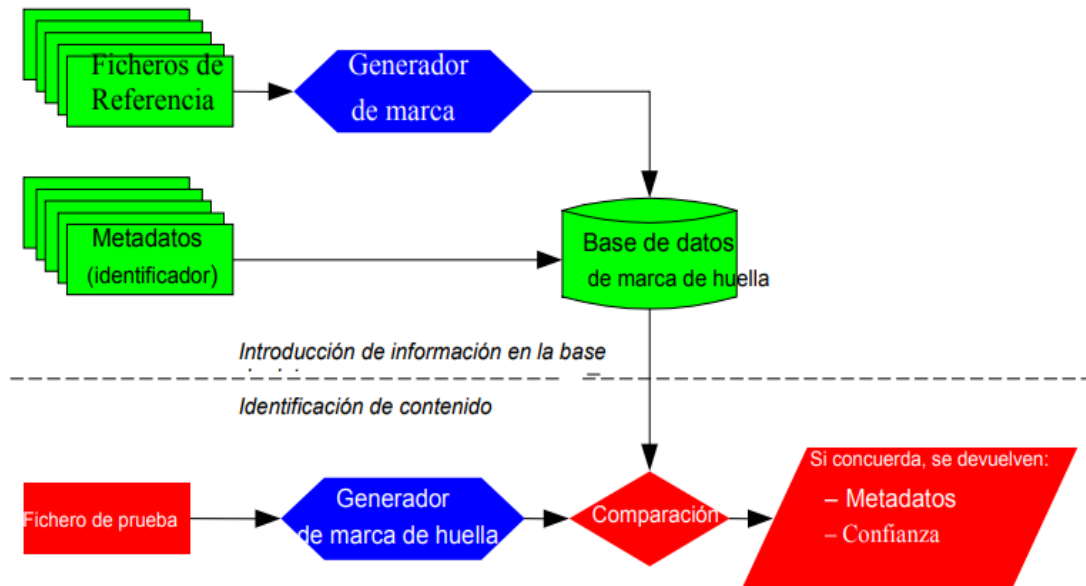 Ficheros de
Referencia
Generador
de marca
Metadatos
(identificador)
Base de datos
de marca de huella
Introducción de información en la base
Identificación de contenido
Fichero de prueba
Generador
de marca de huella
Comparación
Si concuerda, se devuelven:
– Metadatos
– Confianza